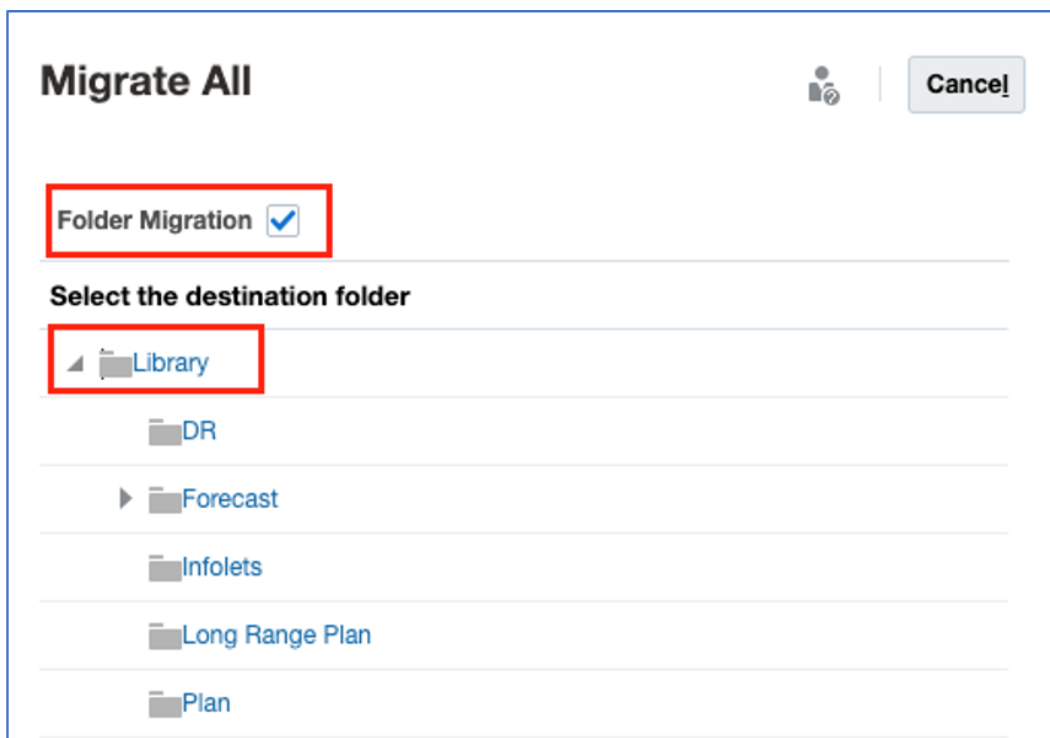 Migrate All
Cancel
Folder Migration
Select the destination folder
Library
DR
Forecast
Infolets
Long Range Plan
Plan